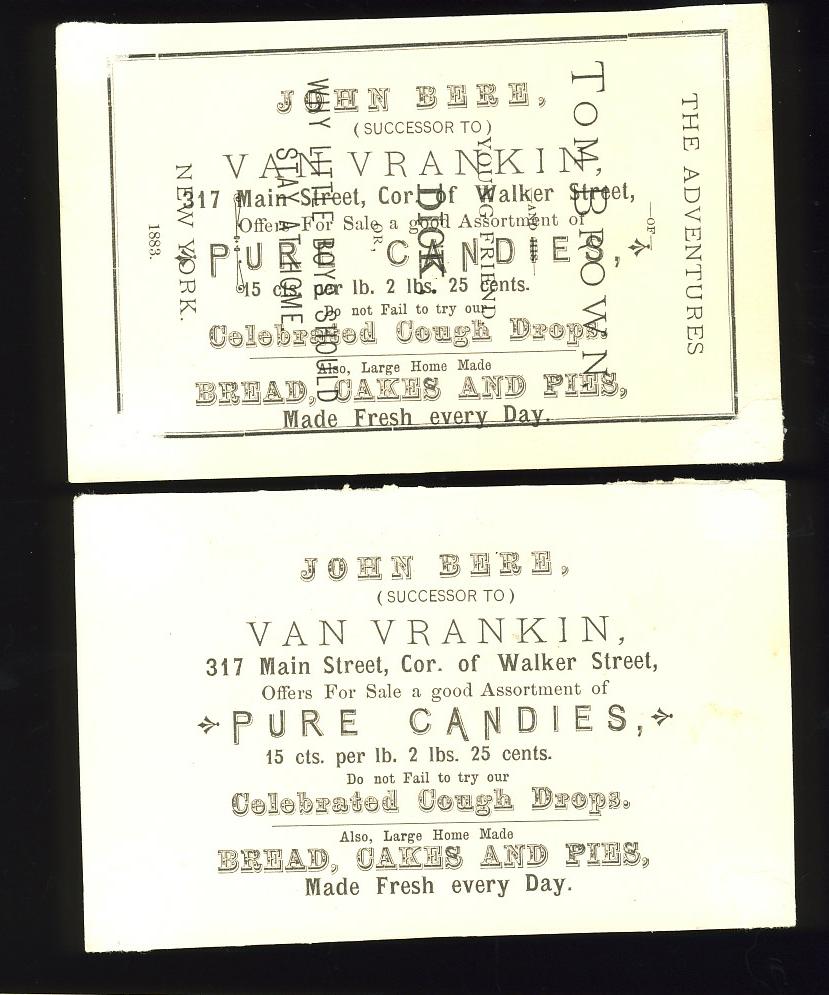 JOHN BERE,
(SUCCESSOR TO)
VAN VRANKIN,
317 Main Street, Cor. of Walker Street,
Offers For Sale a good Assortment of
PURE CANDIES,
15 cts. per lb. 2 lbs. 25 cents.
Do not Fail to try our
Celebrated Cough Drops.
Also, Large Home Made
BREAD, CAKES AND PIES,
Made Fresh every Day.
THE ADVENTURES
—OF—
TOM BROWN
AND HIS
YOUNG FRIEND
DICK.
OR,
WHY LITTLE BOYS SHOULD
STAY AT HOME.
NEW YORK.
1883.
JOHN BERE,
(SUCCESSOR TO)
VAN VRANKIN,
317 Main Street, Cor. of Walker Street,
Offers For Sale a good Assortment of
PURE CANDIES,
15 cts. per lb. 2 lbs. 25 cents.
Do not Fail to try our
Celebrated Cough Drops.
Also, Large Home Made
BREAD, CAKES AND PIES,
Made Fresh every Day.